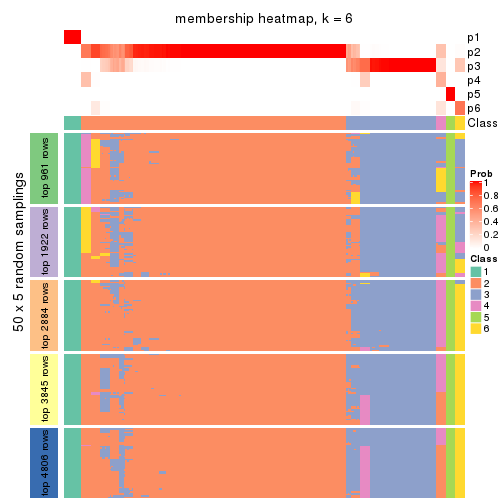 membership heatmap, k = 6
p1
p2
p3
p4
p5
p6
Class
50 x 5 random samplings
top 961 rows
top 1922 rows
top 2884 rows
top 3845 rows
top 4806 rows
Prob
1
0.8
0.6
0.4
0.2
0
Class
1
2
3
4
5
6